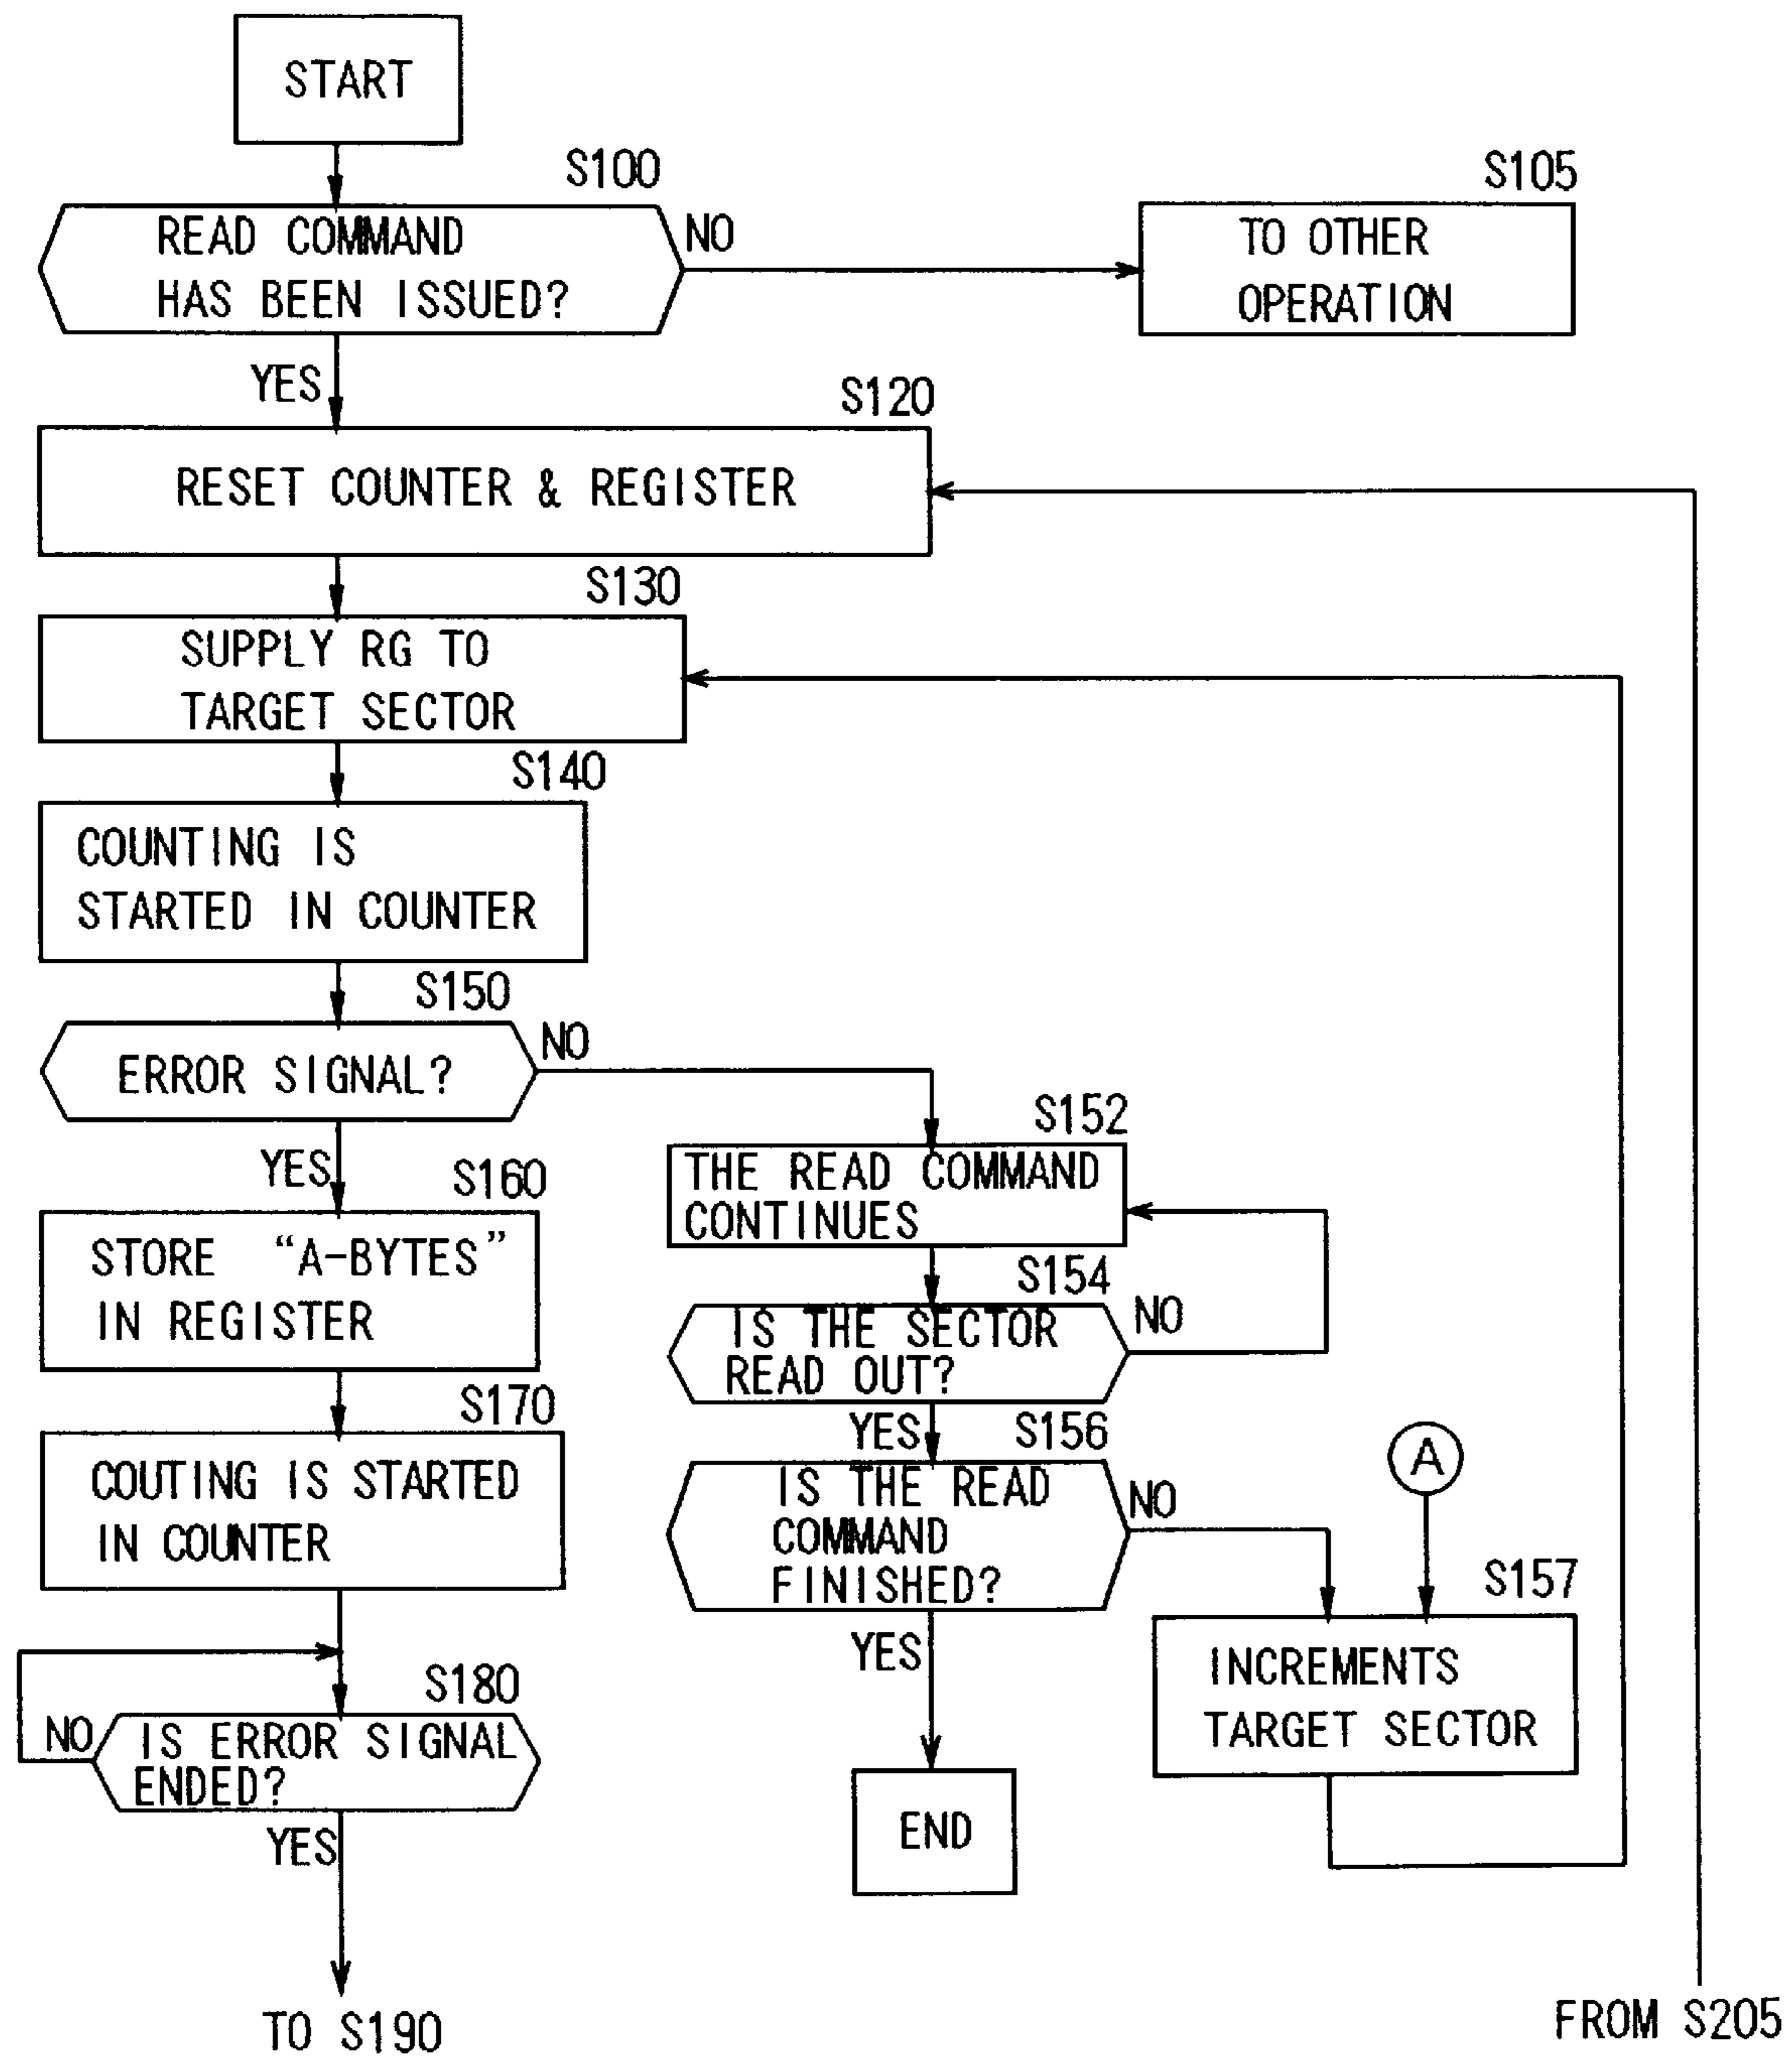 START
S100
READ COMMAND
HAS BEEN ISSUED?
NO
S105
TO OTHER
OPERATION
YES
S120
RESET COUNTER & REGISTER
S130
SUPPLY RG TO
TARGET SECTOR
S140
COUNTING IS
STARTED IN COUNTER
S150
ERROR SIGNAL?
NO
YES
S152
THE READ COMMAND
CONTINUES
S160
STORE “A-BYTES”
IN REGISTER
S154
IS THE SECTOR
READ OUT?
NO
YES
S170
COUTING IS STARTED
IN COUNTER
S156
IS THE READ
COMMAND
FINISHED?
NO
YES
A
S157
INCREMENTS
TARGET SECTOR
S180
IS ERROR SIGNAL
ENDED?
NO
YES
END
TO S190
FROM S205